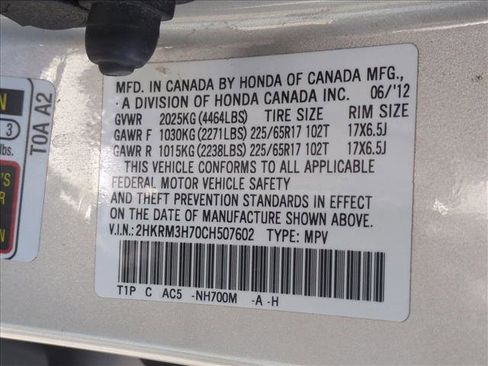 MFD. IN CANADA BY HONDA OF CANADA MFG.,
A DIVISION OF HONDA CANADA INC. 06/'12
GVWR 2025KG (4464LBS) TIRE SIZE RIM SIZE
GAWR F 1030KG (2271LBS) 225/65R17 102T 17X6.5J
GAWR R 1015KG (2238LBS) 225/65R17 102T 17X6.5J
THIS VEHICLE CONFORMS TO ALL APPLICABLE
FEDERAL MOTOR VEHICLE SAFETY
AND THEFT PREVENTION STANDARDS IN EFFECT ON
THE DATE OF MANUFACTURE SHOWN ABOVE.
V.I.N.: 2HKRM3H70CH507602 TYPE: MPV
T1P C AC5 -NH700M -A -H
T0A A2
3
lbs.